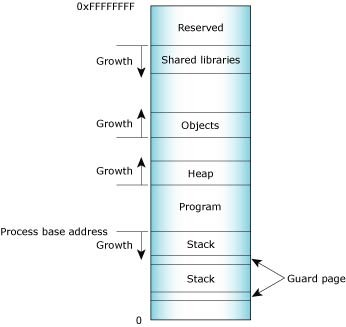 0xFFFFFFFF
Reserved
Growth
Shared libraries
Growth
Objects
Growth
Heap
Program
Process base address
Growth
Stack
Stack
Guard page
0